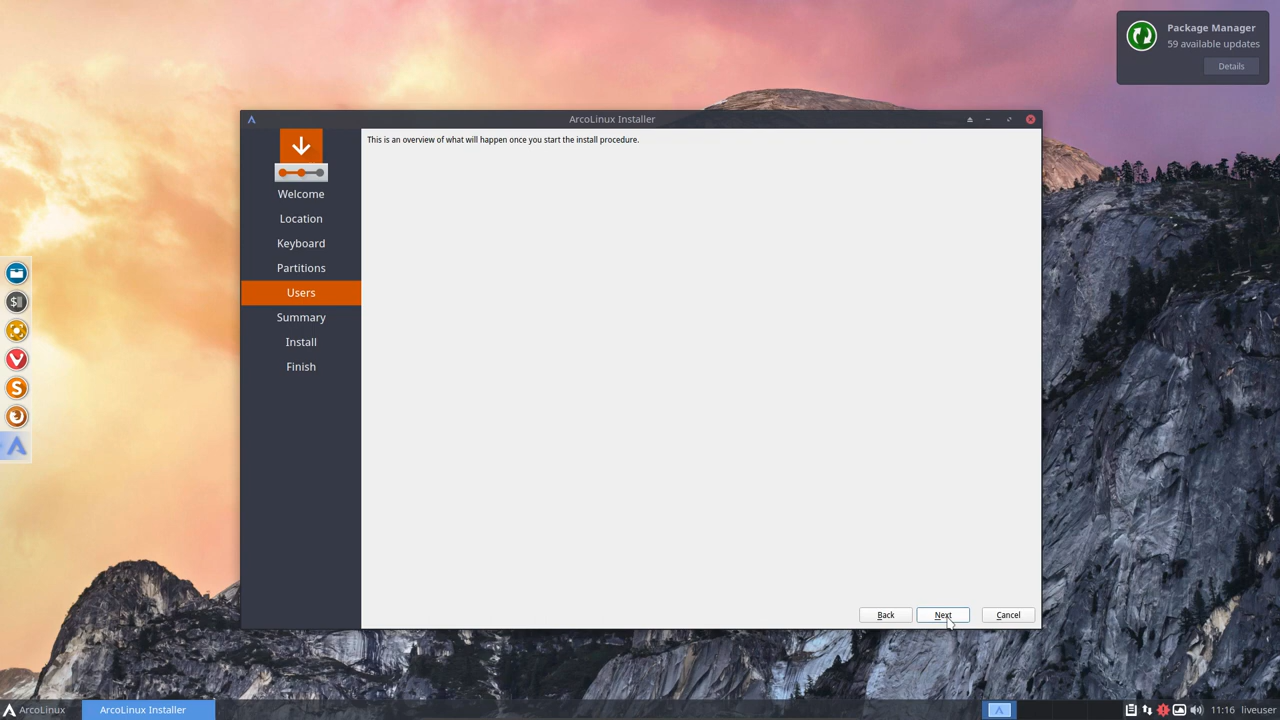 Package Manager
59 available updates
Details
ArcoLinux Installer
This is an overview of what will happen once you start the install procedure.
Welcome
Location
Keyboard
Partitions
Users
Summary
Install
Finish
Back
Next
Cancel
ArcoLinux
ArcoLinux Installer
11:16
liveuser